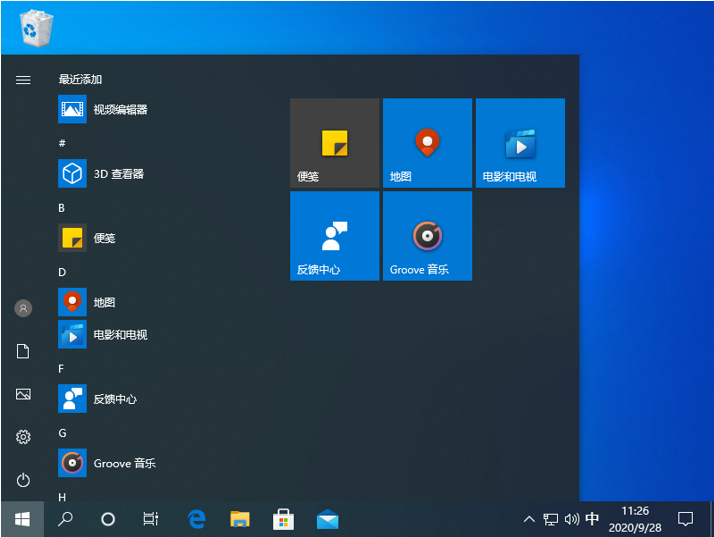 最近添加
视频编辑器
#
3D 查看器
B
便笺
D
地图
电影和电视
F
反馈中心
G
Groove 音乐
H
便笺
地图
电影和电视
反馈中心
Groove 音乐
中
11:26
2020/9/28